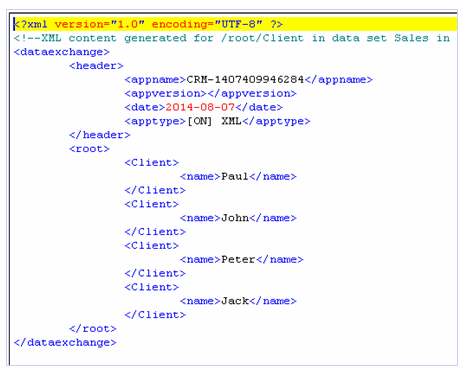 <?xml version="1.0" encoding="UTF-8" ?>
<!--XML content generated for /root/Client in data set Sales in
<dataexchange>
<header>
<appname>CRM-1407409946284</appname>
<appversion></appversion>
<date>2014-08-07</date>
<apptype>[ON] XML</apptype>
</header>
<root>
<Client>
<name>Paul</name>
</Client>
<Client>
<name>John</name>
</Client>
<Client>
<name>Peter</name>
</Client>
<Client>
<name>Jack</name>
</Client>
</root>
</dataexchange>